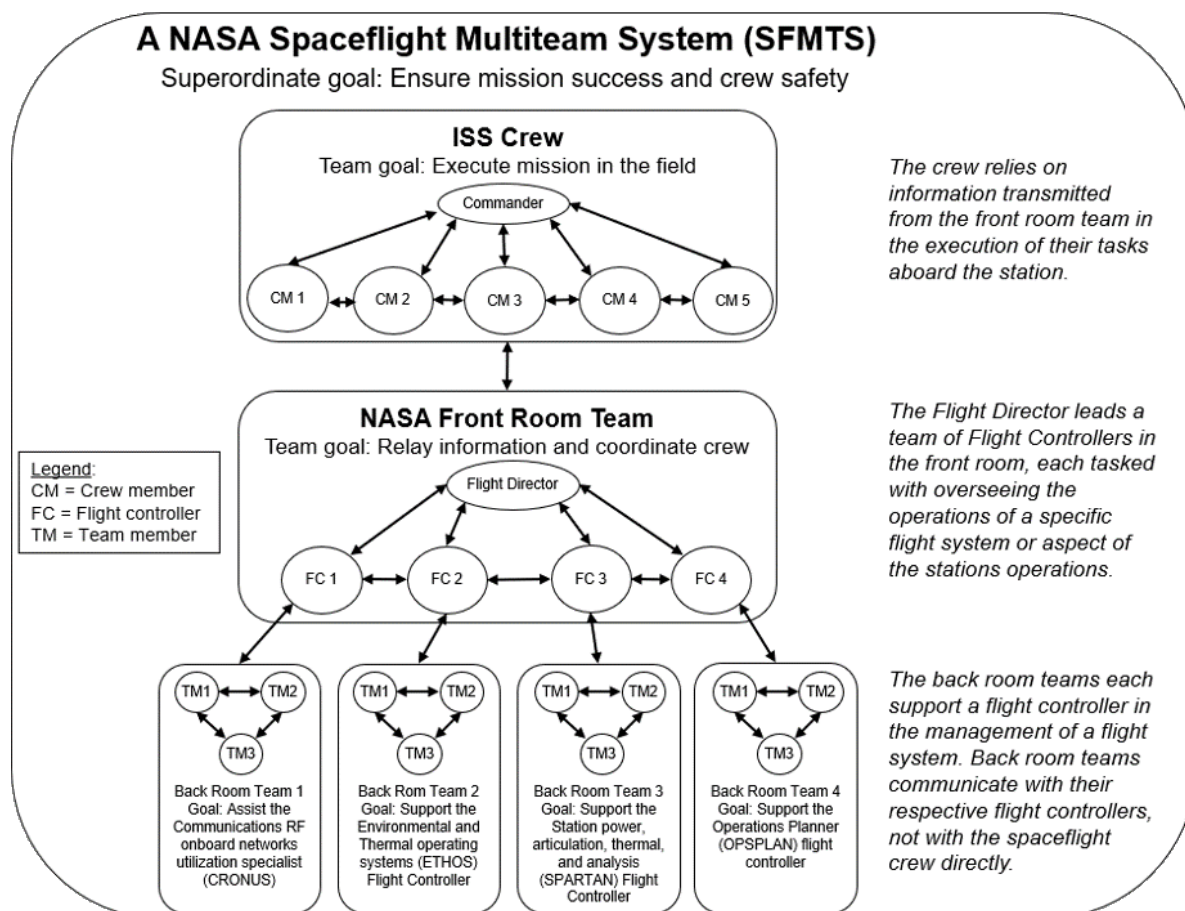 A NASA Spaceflight Multiteam System (SFMTS)
Superordinate goal: Ensure mission success and crew safety
ISS Crew
Team goal: Execute mission in the field
Commander
CM 1
CM 2
CM 3
CM 4
CM 5
The crew relies on
information transmitted
from the front room team in
the execution of their tasks
aboard the station.
NASA Front Room Team
Team goal: Relay information and coordinate crew
Flight Director
FC 1
FC 2
FC 3
FC 4
Legend:
CM = Crew member
FC = Flight controller
TM = Team member
The Flight Director leads a
team of Flight Controllers in
the front room, each tasked
with overseeing the
operations of a specific
flight system or aspect of
the stations operations.
TM1
TM2
TM3
Back Room Team 1
Goal: Assist the
Communications RF
onboard networks
utilization specialist
(CRONUS)
TM1
TM2
TM3
Back Rom Team 2
Goal: Support the
Environmental and
Thermal operating
systems (ETHOS)
Flight Controller
TM1
TM2
TM3
Back Room Team 3
Goal: Support the
Station power,
articulation, thermal,
and analysis
(SPARTAN) Flight
Controller
TM1
TM2
TM3
Back Room Team 4
Goal: Support the
Operations Planner
(OPSPLAN) flight
controller
The back room teams each
support a flight controller in
the management of a flight
system. Back room teams
communicate with their
respective flight controllers,
not with the spaceflight
crew directly.